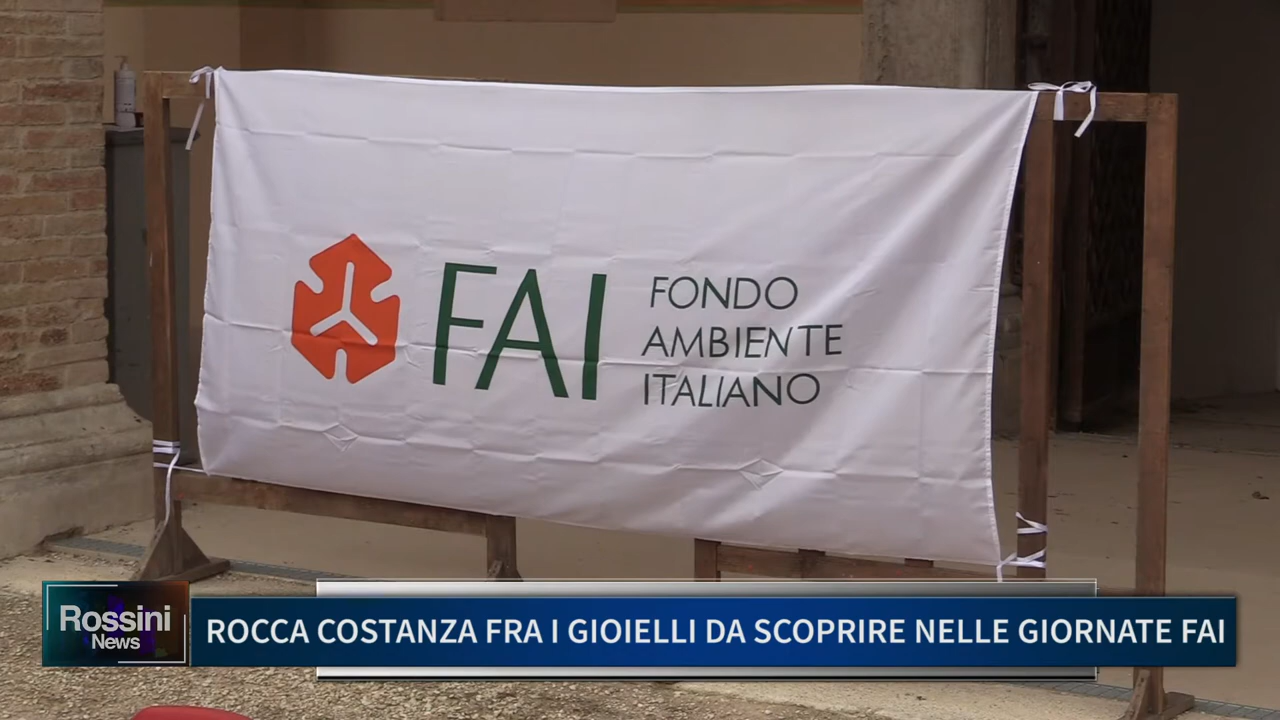 FAI
FONDO
AMBIENTE
ITALIANO
Rossini
News
ROCCA COSTANZA FRA I GIOIELLI DA SCOPRIRE NELLE GIORNATE FAI